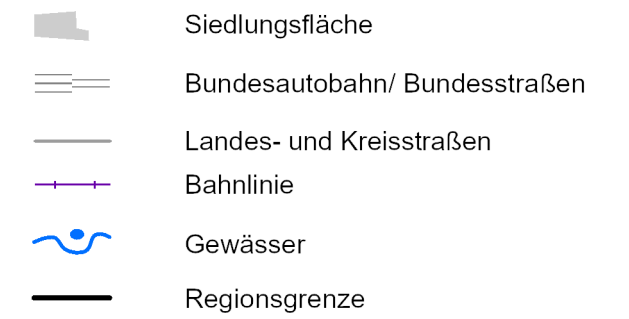 Siedlungsfläche
Bundesautobahn/ Bundesstraßen
Landes- und Kreisstraßen
Bahnlinie
Gewässer
Regionsgrenze